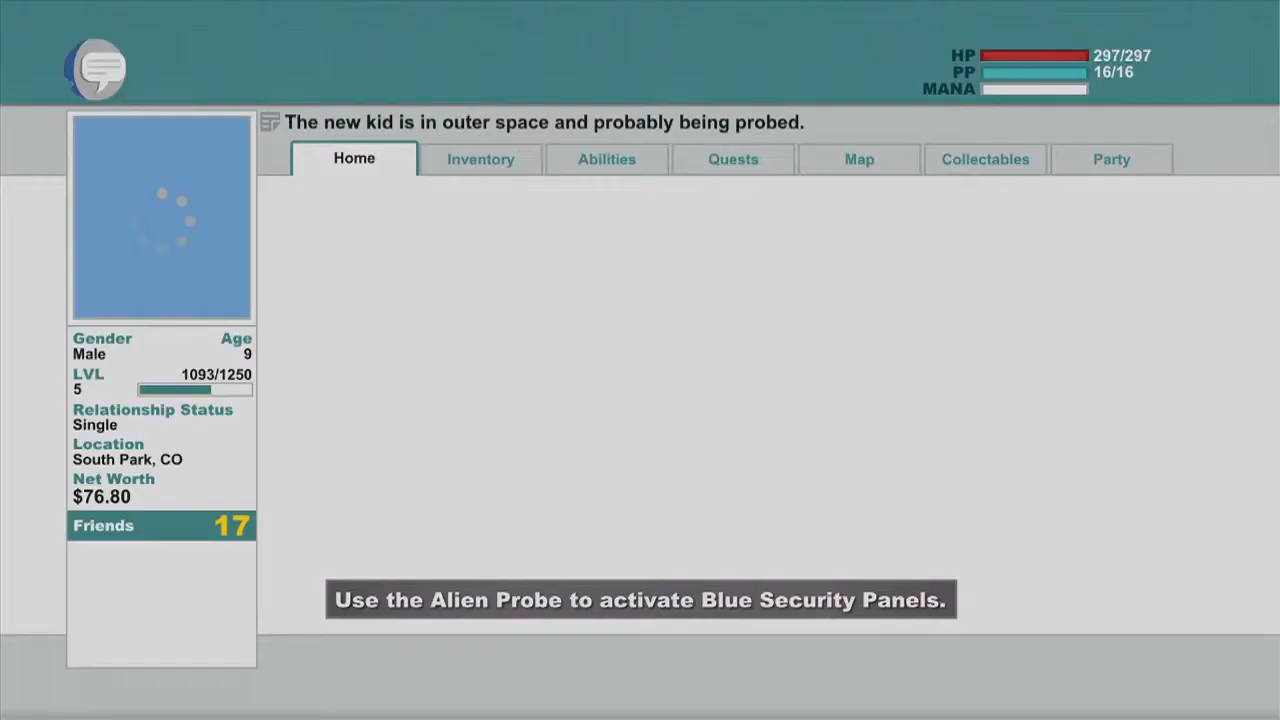 HP 297/297
PP 16/16
MANA
The new kid is in outer space and probably being probed.
Home Inventory Abilities Quests Map Collectables Party
Gender Age
Male 9
LVL 1093/1250
5
Relationship Status
Single
Location
South Park, CO
Net Worth
$76.80
Friends 17
Use the Alien Probe to activate Blue Security Panels.